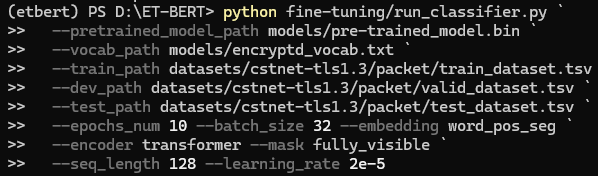 (etbert) PS D:\ET-BERT> python fine-tuning/run_classifier.py `
>>   --pretrained_model_path models/pre-trained_model.bin `
>>   --vocab_path models/encryptd_vocab.txt `
>>   --train_path datasets/cstnet-tls1.3/packet/train_dataset.tsv
>>   --dev_path datasets/cstnet-tls1.3/packet/valid_dataset.tsv `
>>   --test_path datasets/cstnet-tls1.3/packet/test_dataset.tsv `
>>   --epochs_num 10 --batch_size 32 --embedding word_pos_seg `
>>   --encoder transformer --mask fully_visible `
>>   --seq_length 128 --learning_rate 2e-5